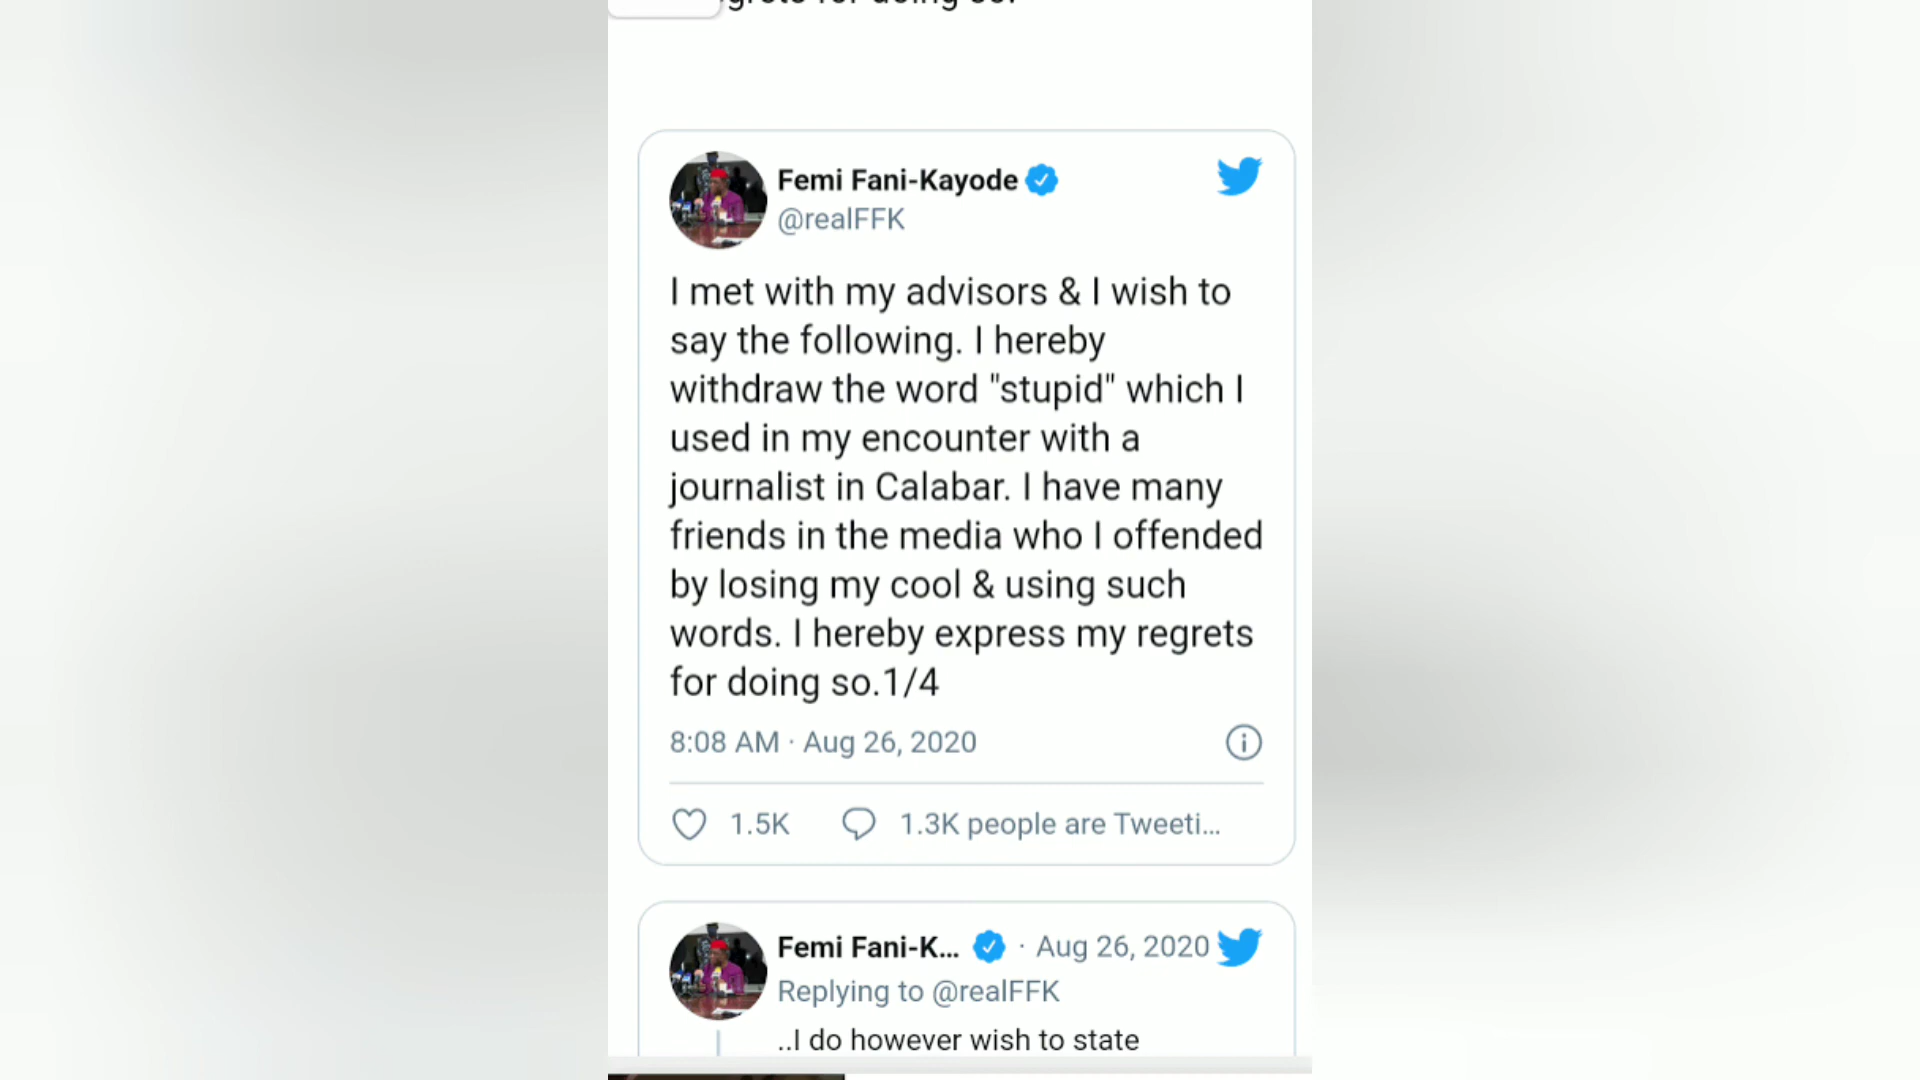 for doing so.
Femi Fani-Kayode
@realFFK
I met with my advisors & I wish to
say the following. I hereby
withdraw the word "stupid" which I
used in my encounter with a
journalist in Calabar. I have many
friends in the media who I offended
by losing my cool & using such
words. I hereby express my regrets
for doing so.1/4
8:08 AM · Aug 26, 2020
1.5K 1.3K people are Tweeti...
Femi Fani-K... · Aug 26, 2020
Replying to @realFFK
..I do however wish to state